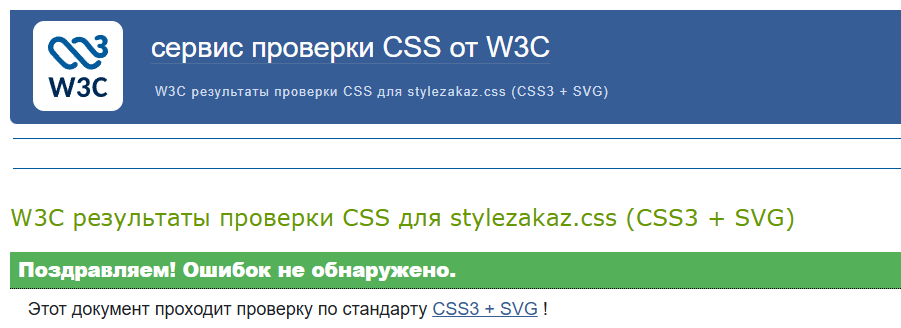 сервис проверки CSS от W3C
W3C
W3C результаты проверки CSS для stylezakaz.css (CSS3 + SVG)
W3C результаты проверки CSS для stylezakaz.css (CSS3 + SVG)
Поздравляем! Ошибок не обнаружено.
Этот документ проходит проверку по стандарту CSS3 + SVG !